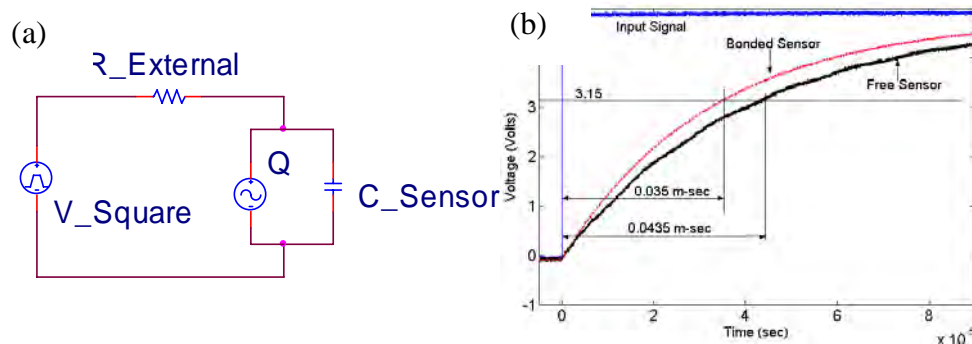 (a)
R_External
V_Square
Q
C_Sensor
(b)
Input Signal
Bonded Sensor
Free Sensor
3.15
0.035 m-sec
0.0435 m-sec
Voltage (Volts)
3
2
1
0
-1
0
2
4
6
8
Time (sec)